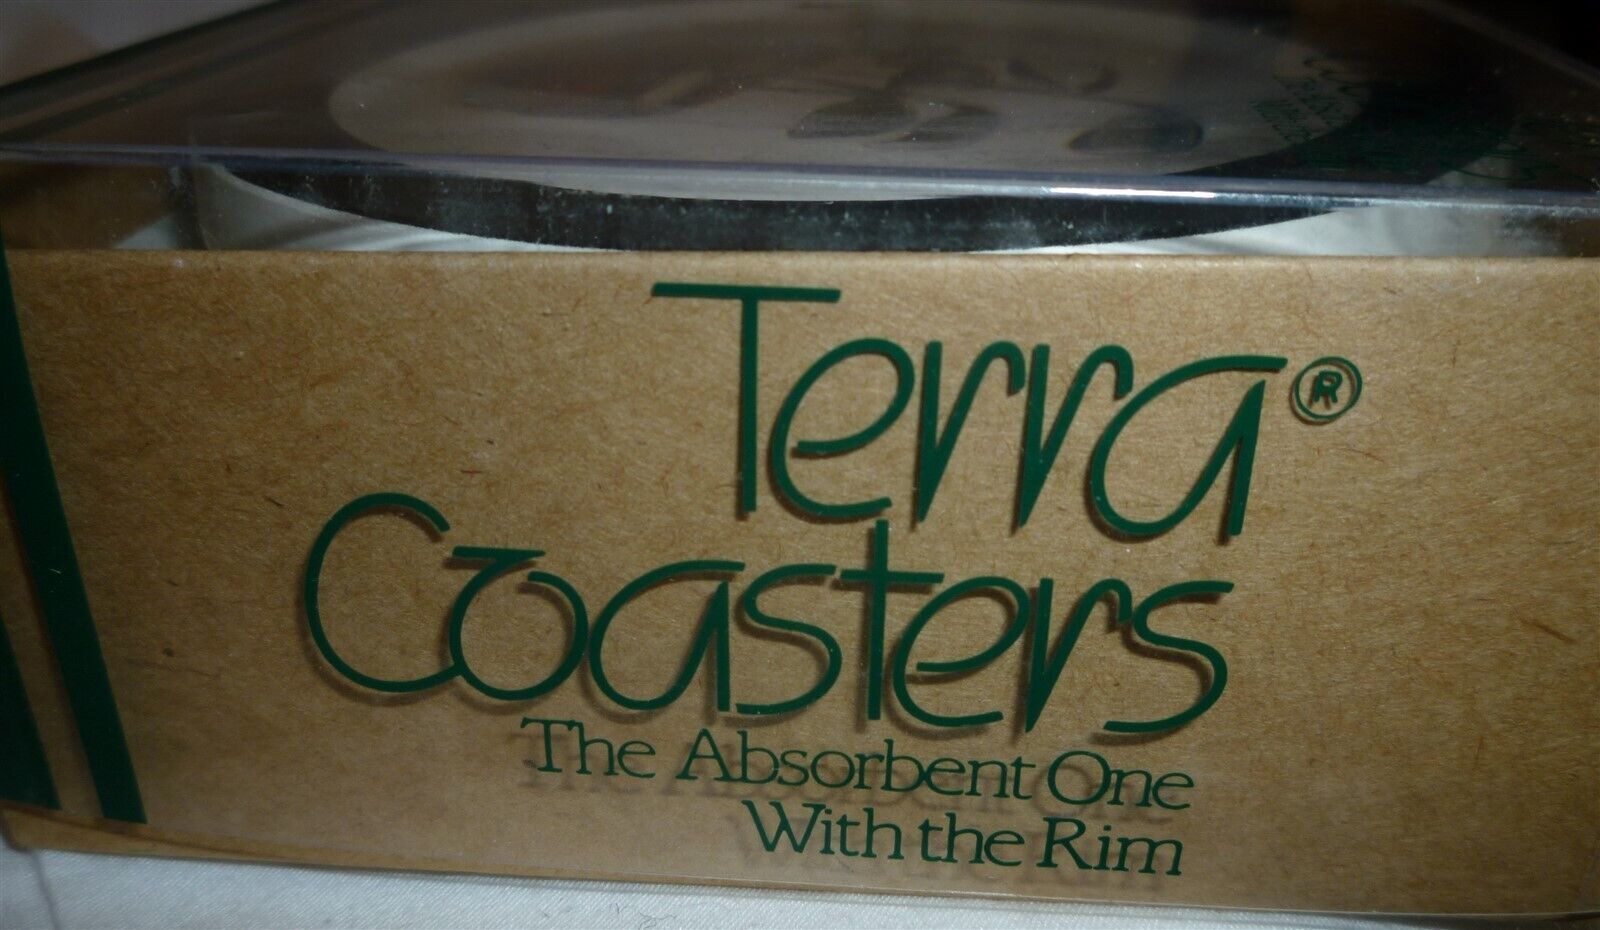 Terra®
Coasters
The Absorbent One
With the Rim